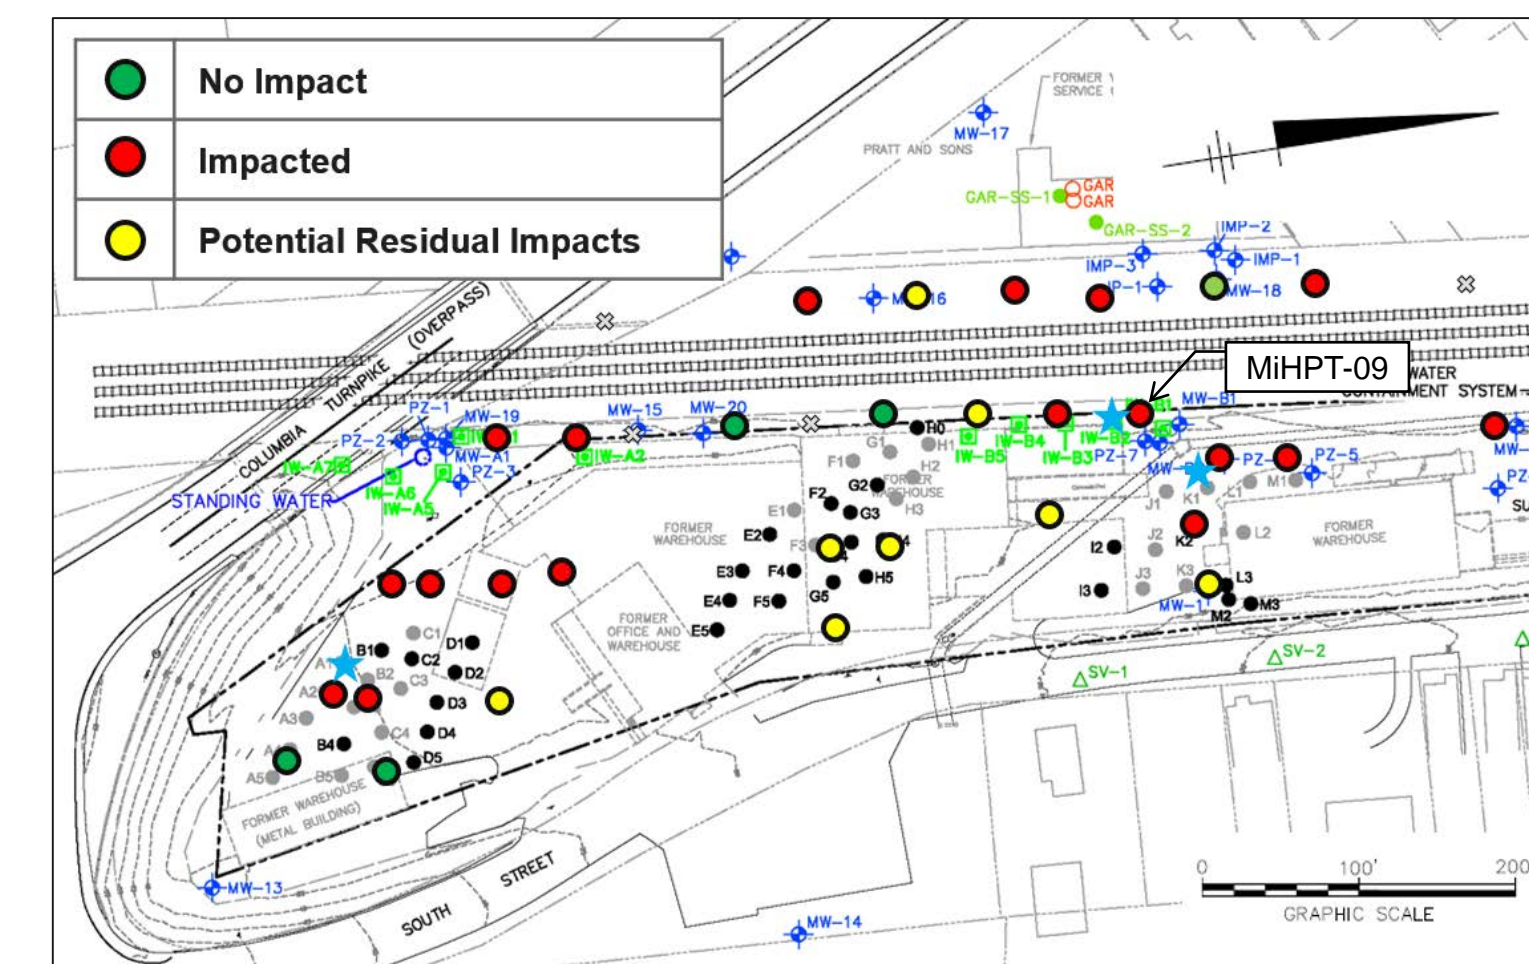 No Impact
Impacted
Potential Residual Impacts
FORMER
SERVICE
MW-17
PRATT AND SONS
GAR-SS-1
GAR
GAR
GAR-SS-2
IMP-2
IMP-3
IMP-1
MW-18
COLUMBIA TURNPIKE (OVERPASS)
MiHPT-09
WATER
CONTAINMENT SYSTEM
PZ-1
MW-19
MW-15
MW-20
MW-B1
PZ-2
MW-A1
PZ-3
IW-A2
IW-A6
IW-A5
STANDING WATER
H0
G1
H1
IW-B5
IW-B4
IW-B3
IW-B2
PZ-7
PZ-5
F1
H2
G2
FORMER
WAREHOUSE
F2
G3
H3
E1
J1
K1
L1
M1
E2
F3
FORMER
WAREHOUSE
I2
J2
K2
L2
FORMER
WAREHOUSE
E3
F4
H5
G5
E4
F5
I3
J3
K3
L3
M2
M3
E5
FORMER
OFFICE AND
WAREHOUSE
C1
D1
B1
C2
B2
D2
A2
C3
D3
A3
C4
D4
B4
D5
A5
B5
FORMER WAREHOUSE
(METAL BUILDING)
SV-1
SV-2
MW-13
SOUTH STREET
MW-14
0
100'
200
GRAPHIC SCALE